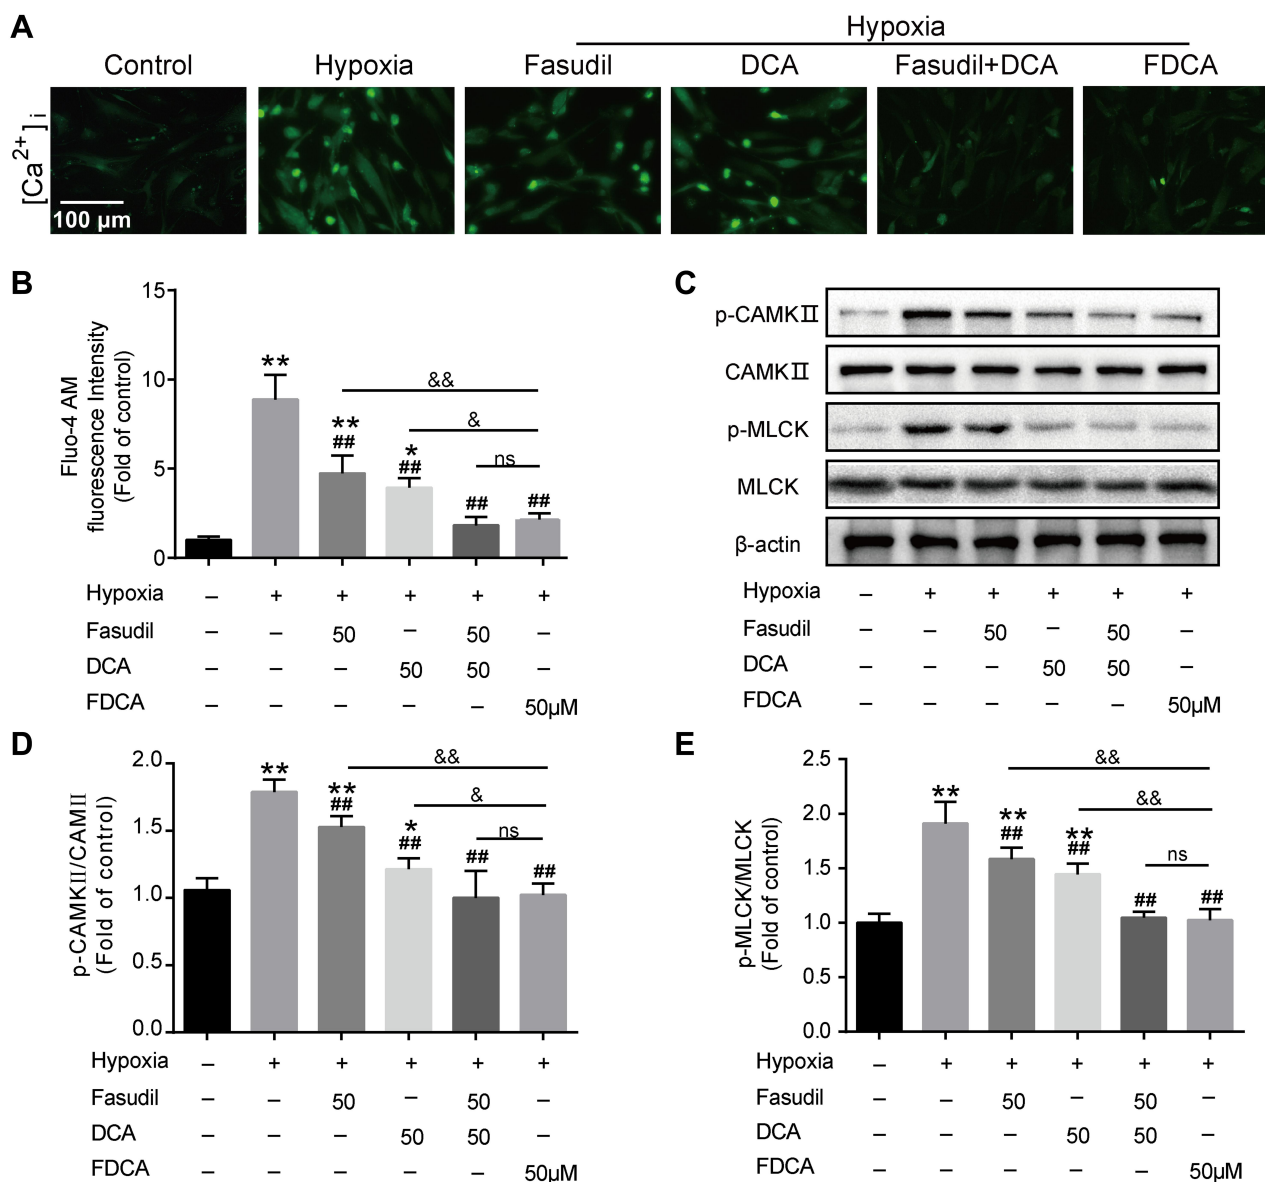 A
Hypoxia
Control Hypoxia Fasudil DCA Fasudil+DCA FDCA
[Ca2+]i
100 μm
B
Fluo-4 AM
fluorescence Intensity
(Fold of control)
15
10
5
0
**
**
##
*
##
##
##
&&
&
ns
Hypoxia – + + + + +
Fasudil – – 50 – 50 –
DCA – – – 50 50 –
FDCA – – – – – 50μM
C
p-CAMKⅡ
CAMKⅡ
p-MLCK
MLCK
β-actin
Hypoxia – + + + + +
Fasudil – – 50 – 50 –
DCA – – – 50 50 –
FDCA – – – – – 50μM
D
p-CAMKII/CAMII
(Fold of control)
2.0
1.5
1.0
0.5
0.0
**
**
##
*
##
##
##
&&
&
ns
Hypoxia – + + + + +
Fasudil – – 50 – 50 –
DCA – – – 50 50 –
FDCA – – – – – 50μM
E
p-MLCK/MLCK
(Fold of control)
2.5
2.0
1.5
1.0
0.5
0.0
**
**
##
**
##
##
##
&&
&&
ns
Hypoxia – + + + + +
Fasudil – – 50 – 50 –
DCA – – – 50 50 –
FDCA – – – – – 50μM